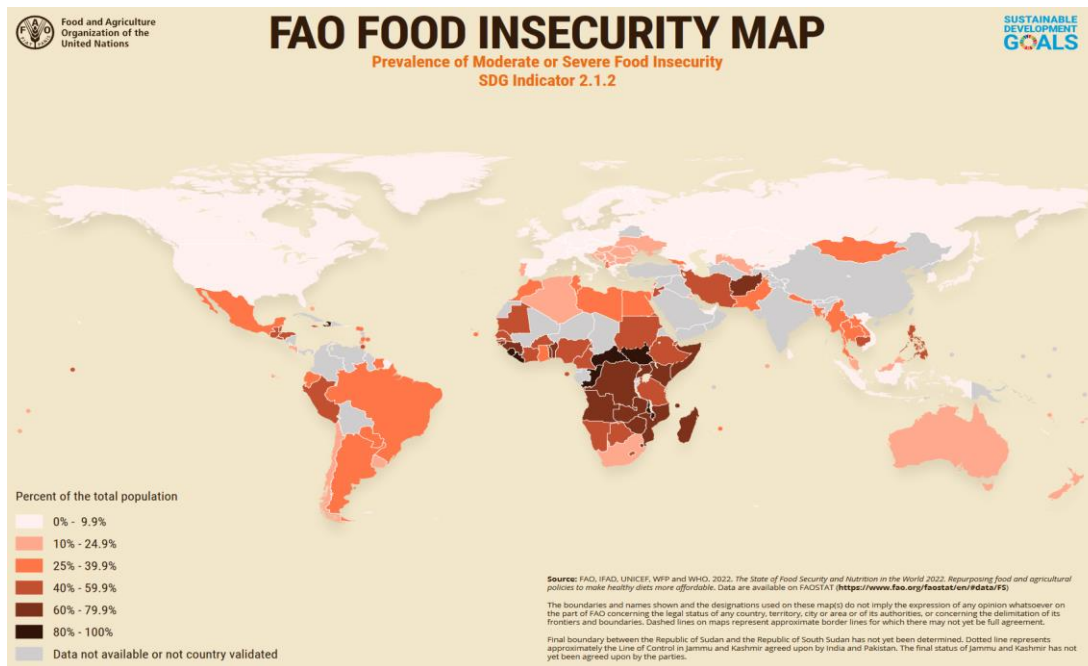 Food and Agriculture
Organization of the
United Nations
FAO FOOD INSECURITY MAP
Prevalence of Moderate or Severe Food Insecurity
SDG Indicator 2.1.2
SUSTAINABLE
DEVELOPMENT
GOALS
Percent of the total population
0% - 9.9%
10% - 24.9%
25% - 39.9%
40% - 59.9%
60% - 79.9%
80% - 100%
Data not available or not country validated
Source: FAO, IFAD, UNICEF, WFP and WHO. 2022. The State of Food Security and Nutrition in the World 2022. Repurposing food and agricultural
policies to make healthy diets more affordable. Data are available on FAOSTAT (https://www.fao.org/faostat/en/#data/FS)
The boundaries and names shown and the designations used on these map(s) do not imply the expression of any opinion whatsoever on
the part of FAO concerning the legal status of any country, territory, city or area or of its authorities, or concerning the delimitation of its
frontiers and boundaries. Dashed lines on maps represent approximate border lines for which there may not yet be full agreement.
Final boundary between the Republic of Sudan and the Republic of South Sudan has not yet been determined. Dotted line represents
approximately the Line of Control in Jammu and Kashmir agreed upon by India and Pakistan. The final status of Jammu and Kashmir has not
yet been agreed upon by the parties.